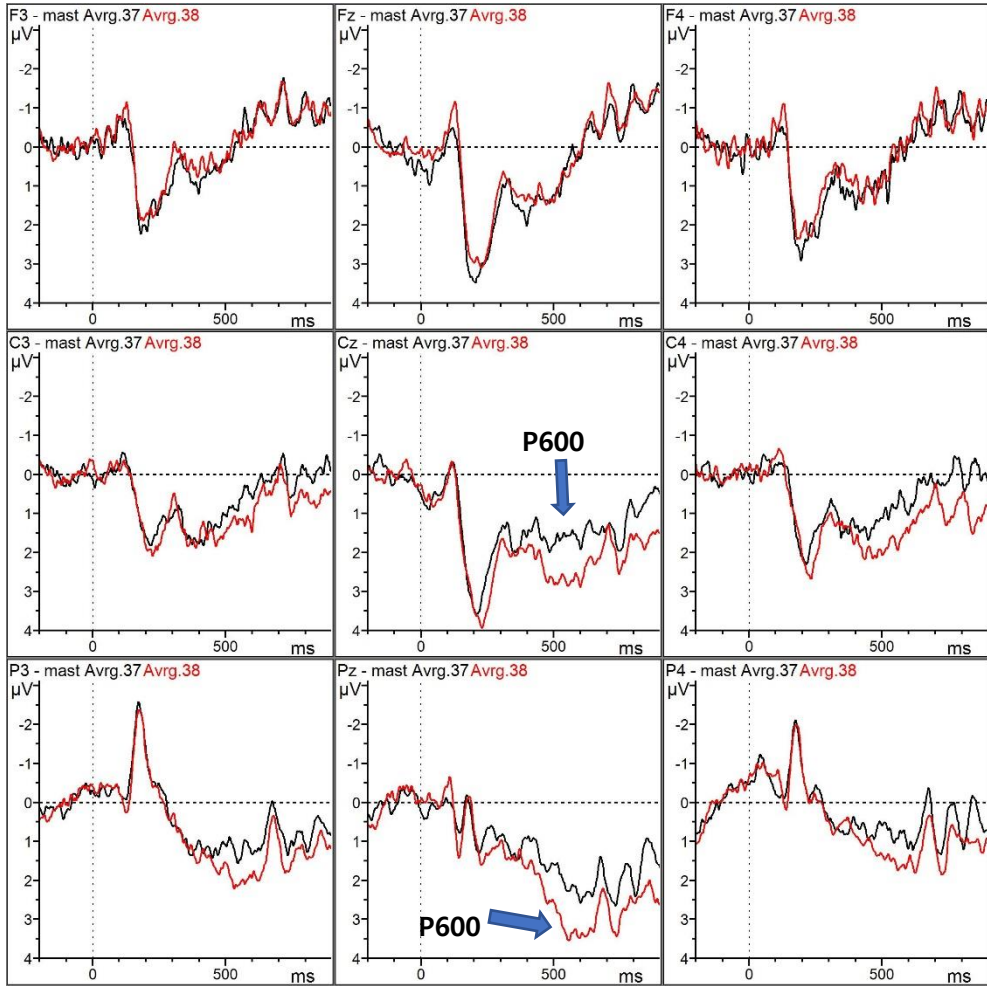 F3 - mast Avrg.37 Avrg.38
µV
-2
-1
0
1
2
3
4
0
500
ms
Fz - mast Avrg.37 Avrg.38
µV
-2
-1
0
1
2
3
4
0
500
ms
F4 - mast Avrg.37 Avrg.38
µV
-2
-1
0
1
2
3
4
0
500
ms
C3 - mast Avrg.37 Avrg.38
µV
-2
-1
0
1
2
3
4
0
500
ms
Cz - mast Avrg.37 Avrg.38
µV
-2
-1
0
1
2
3
4
P600
0
500
ms
C4 - mast Avrg.37 Avrg.38
µV
-2
-1
0
1
2
3
4
0
500
ms
P3 - mast Avrg.37 Avrg.38
µV
-2
-1
0
1
2
3
4
0
500
ms
Pz - mast Avrg.37 Avrg.38
µV
-2
-1
0
1
2
3
4
P600
0
500
ms
P4 - mast Avrg.37 Avrg.38
µV
-2
-1
0
1
2
3
4
0
500
ms